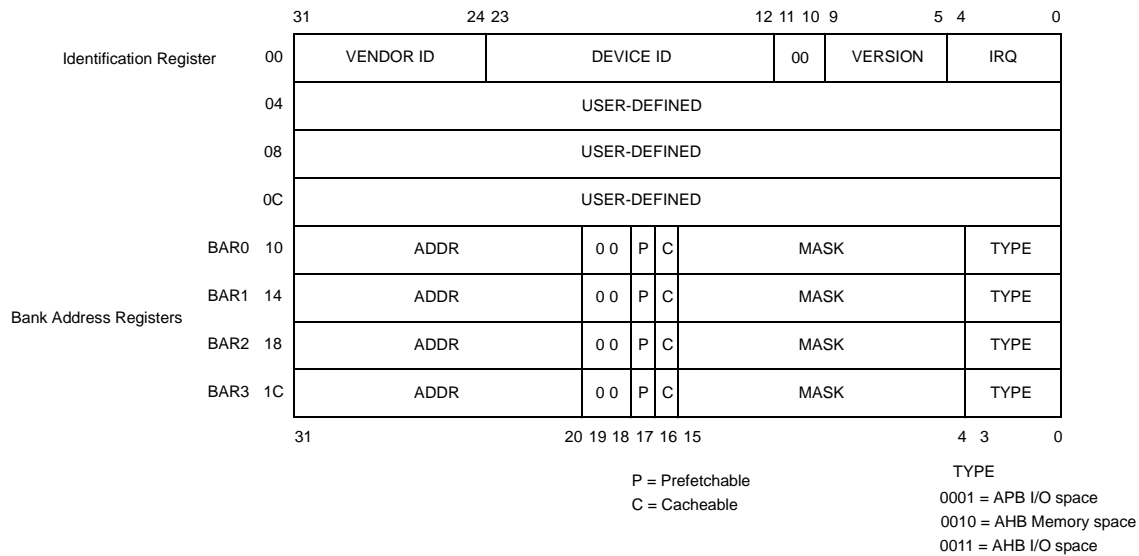 31 24 23 12 11 10 9 5 4 0
Identification Register 00 VENDOR ID DEVICE ID 00 VERSION IRQ
04 USER-DEFINED
08 USER-DEFINED
0C USER-DEFINED
BAR0 10 ADDR 0 0 P C MASK TYPE
BAR1 14 ADDR 0 0 P C MASK TYPE
Bank Address Registers
BAR2 18 ADDR 0 0 P C MASK TYPE
BAR3 1C ADDR 0 0 P C MASK TYPE
31 20 19 18 17 16 15 4 3 0
P = Prefetchable
C = Cacheable
TYPE
0001 = APB I/O space
0010 = AHB Memory space
0011 = AHB I/O space